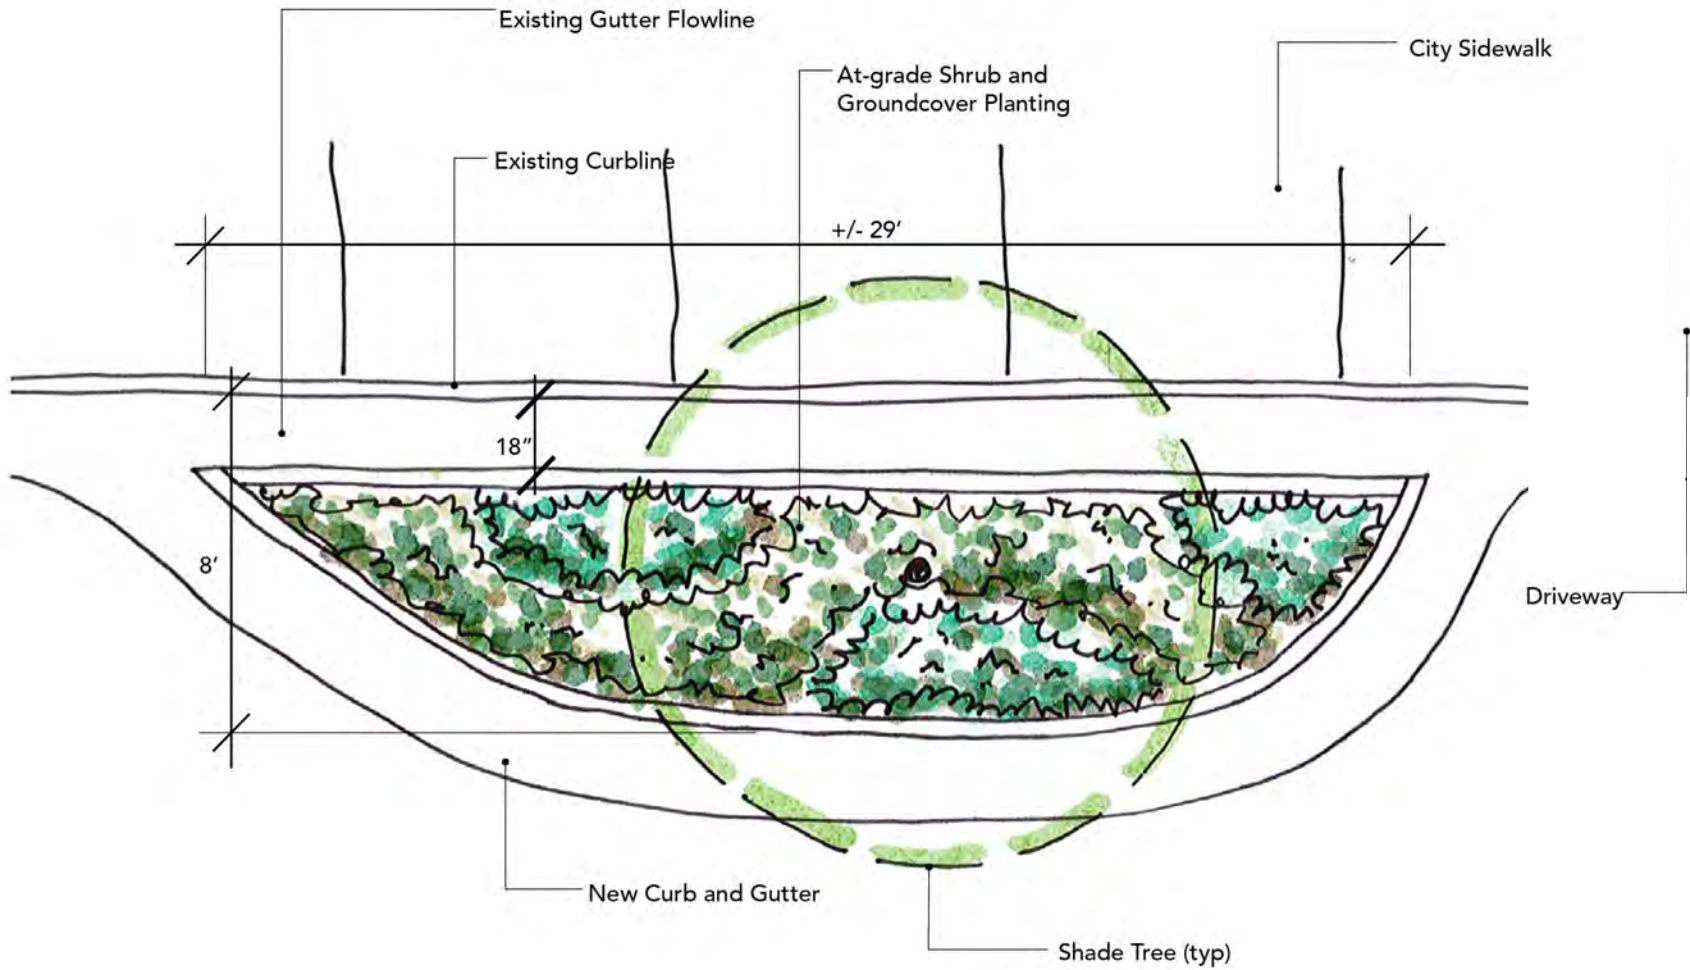 Existing Gutter Flowline
City Sidewalk
At-grade Shrub and
Groundcover Planting
Existing Curbline
+/- 29’
18”
8’
Driveway
New Curb and Gutter
Shade Tree (typ)